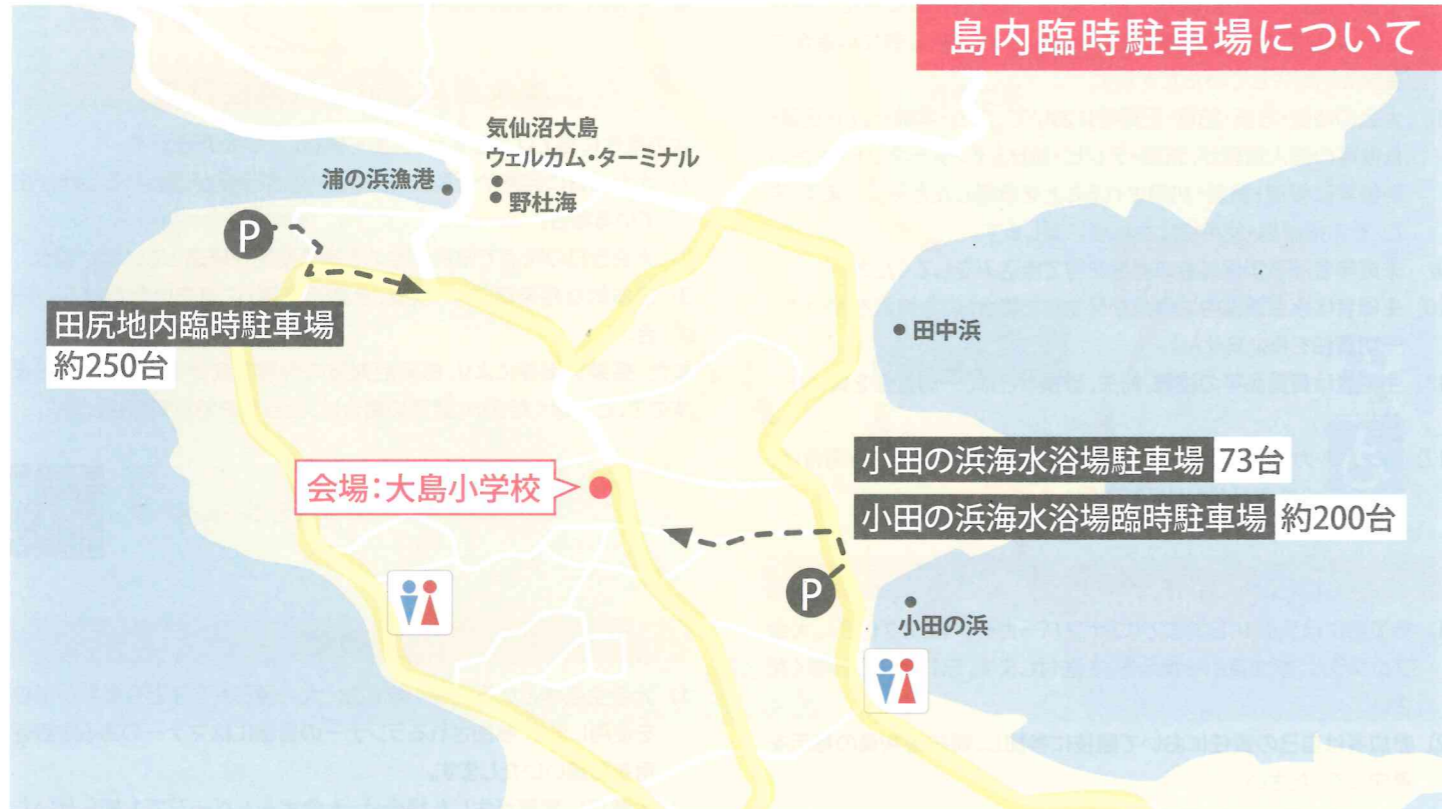 島内臨時駐車場について
気仙沼大島
ウェルカム・ターミナル
浦の浜漁港
野杜海
P
田尻地内臨時駐車場
約250台
田中浜
小田の浜海水浴場駐車場 73台
会場:大島小学校
小田の浜海水浴場臨時駐車場 約200台
P
小田の浜